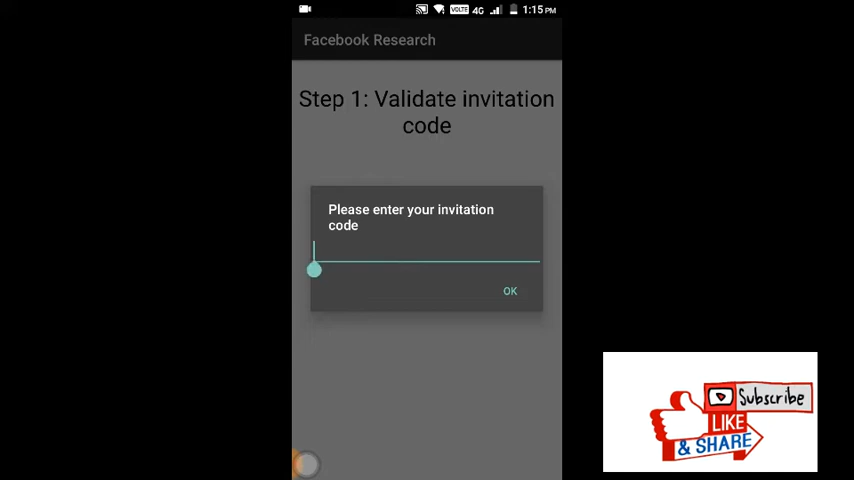 VOLTE 4G 1:15 PM
Facebook Research
Step 1: Validate invitation
code
Please enter your invitation
code
OK
Subscribe
LIKE
& SHARE